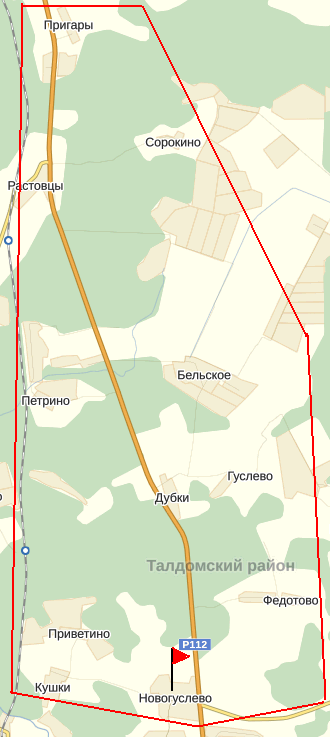 Пригары
Сорокино
Растовцы
Бельское
Петрино
Гуслево
Дубки
Талдомский район
Федотово
Приветино
Р112
Кушки
Новогуслево